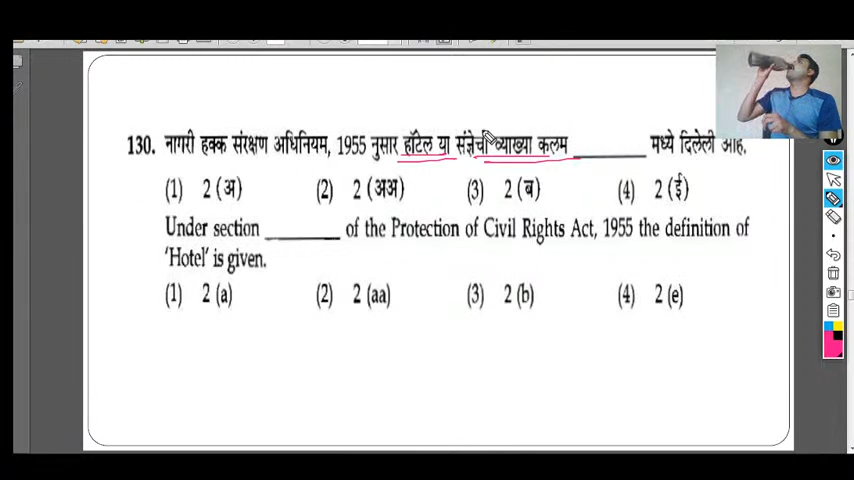 130. नागरी हक्क संरक्षण अधिनियम, 1955 नुसार हॉटेल या संज्ञेची व्याख्या कलम ________ मध्ये दिलेली आहे.
(1) 2 (अ) (2) 2 (अअ) (3) 2 (ब) (4) 2 (ई)
Under section ________ of the Protection of Civil Rights Act, 1955 the definition of
‘Hotel’ is given.
(1) 2 (a) (2) 2 (aa) (3) 2 (b) (4) 2 (e)